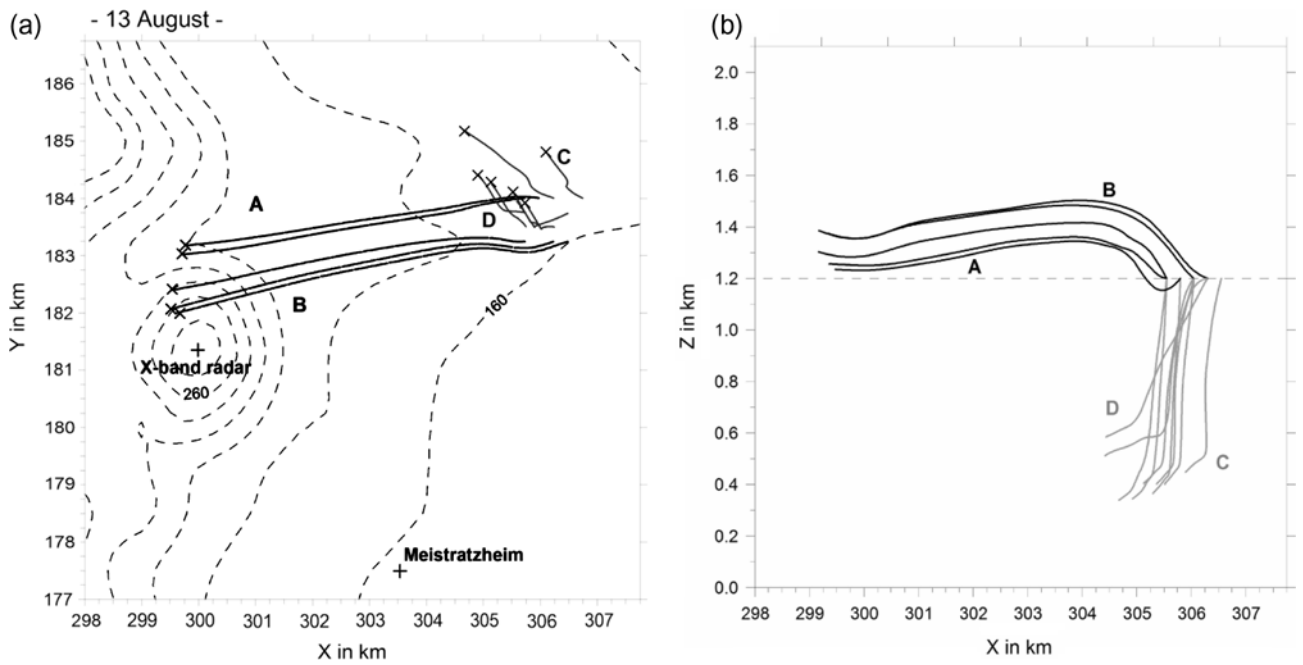 (a)
- 13 August -
186
185
184
183
182
181
180
179
178
177
Y in km
298 299 300 301 302 303 304 305 306 307
X in km
A
B
C
D
X-band radar
260
160
Meistratzheim
(b)
2.0
1.8
1.6
1.4
1.2
1.0
0.8
0.6
0.4
0.2
0.0
Z in km
298 299 300 301 302 303 304 305 306 307
X in km
B
A
D
C